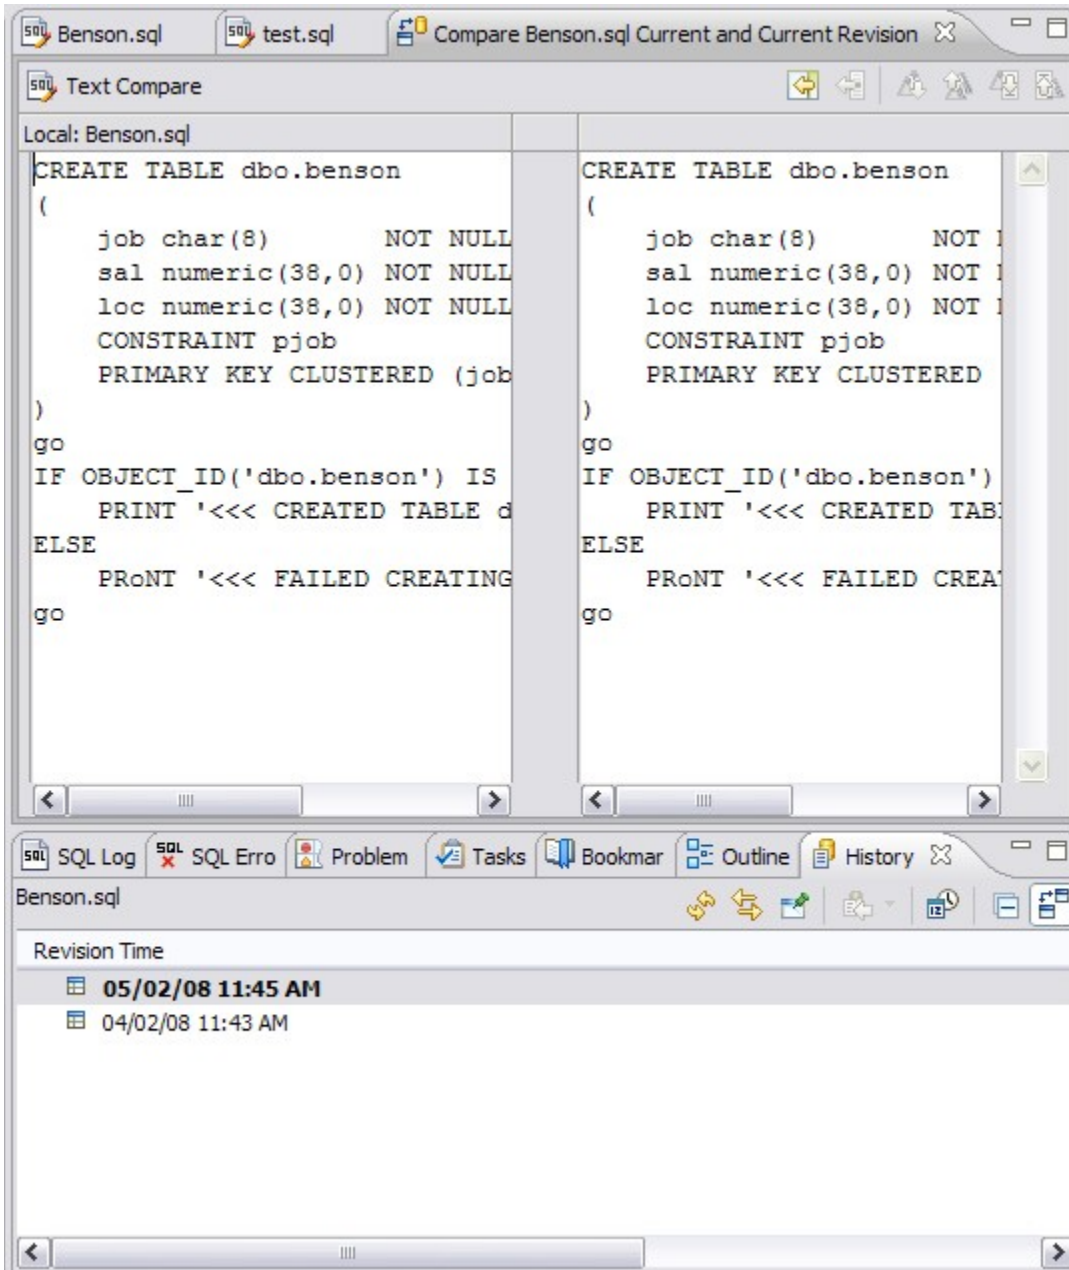 Benson.sql test.sql Compare Benson.sql Current and Current Revision
Text Compare
Local: Benson.sql
CREATE TABLE dbo.benson
(
job char(8) NOT NULL
sal numeric(38,0) NOT NULL
loc numeric(38,0) NOT NULL
CONSTRAINT pjob
PRIMARY KEY CLUSTERED (job
)
go
IF OBJECT_ID('dbo.benson') IS
PRINT '<<< CREATED TABLE d
ELSE
PRoNT '<<< FAILED CREATING
go
CREATE TABLE dbo.benson
(
job char(8) NOT
sal numeric(38,0) NOT
loc numeric(38,0) NOT
CONSTRAINT pjob
PRIMARY KEY CLUSTERED
)
go
IF OBJECT_ID('dbo.benson')
PRINT '<<< CREATED TAB
ELSE
PRoNT '<<< FAILED CREA
go
SQL Log SQL Erro Problem Tasks Bookmar Outline History
Benson.sql
Revision Time
05/02/08 11:45 AM
04/02/08 11:43 AM